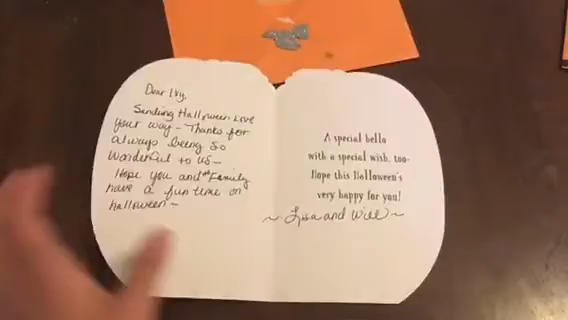 Dear Ivy,
Sending Halloween Love
your way - Thanks for
always being so
wonderful to us -
Hope you and the Family
have a fun time on
halloween -
A special hello
with a special wish, too-
Hope this Halloween's
very happy for you!
~ Lisa and Will ~